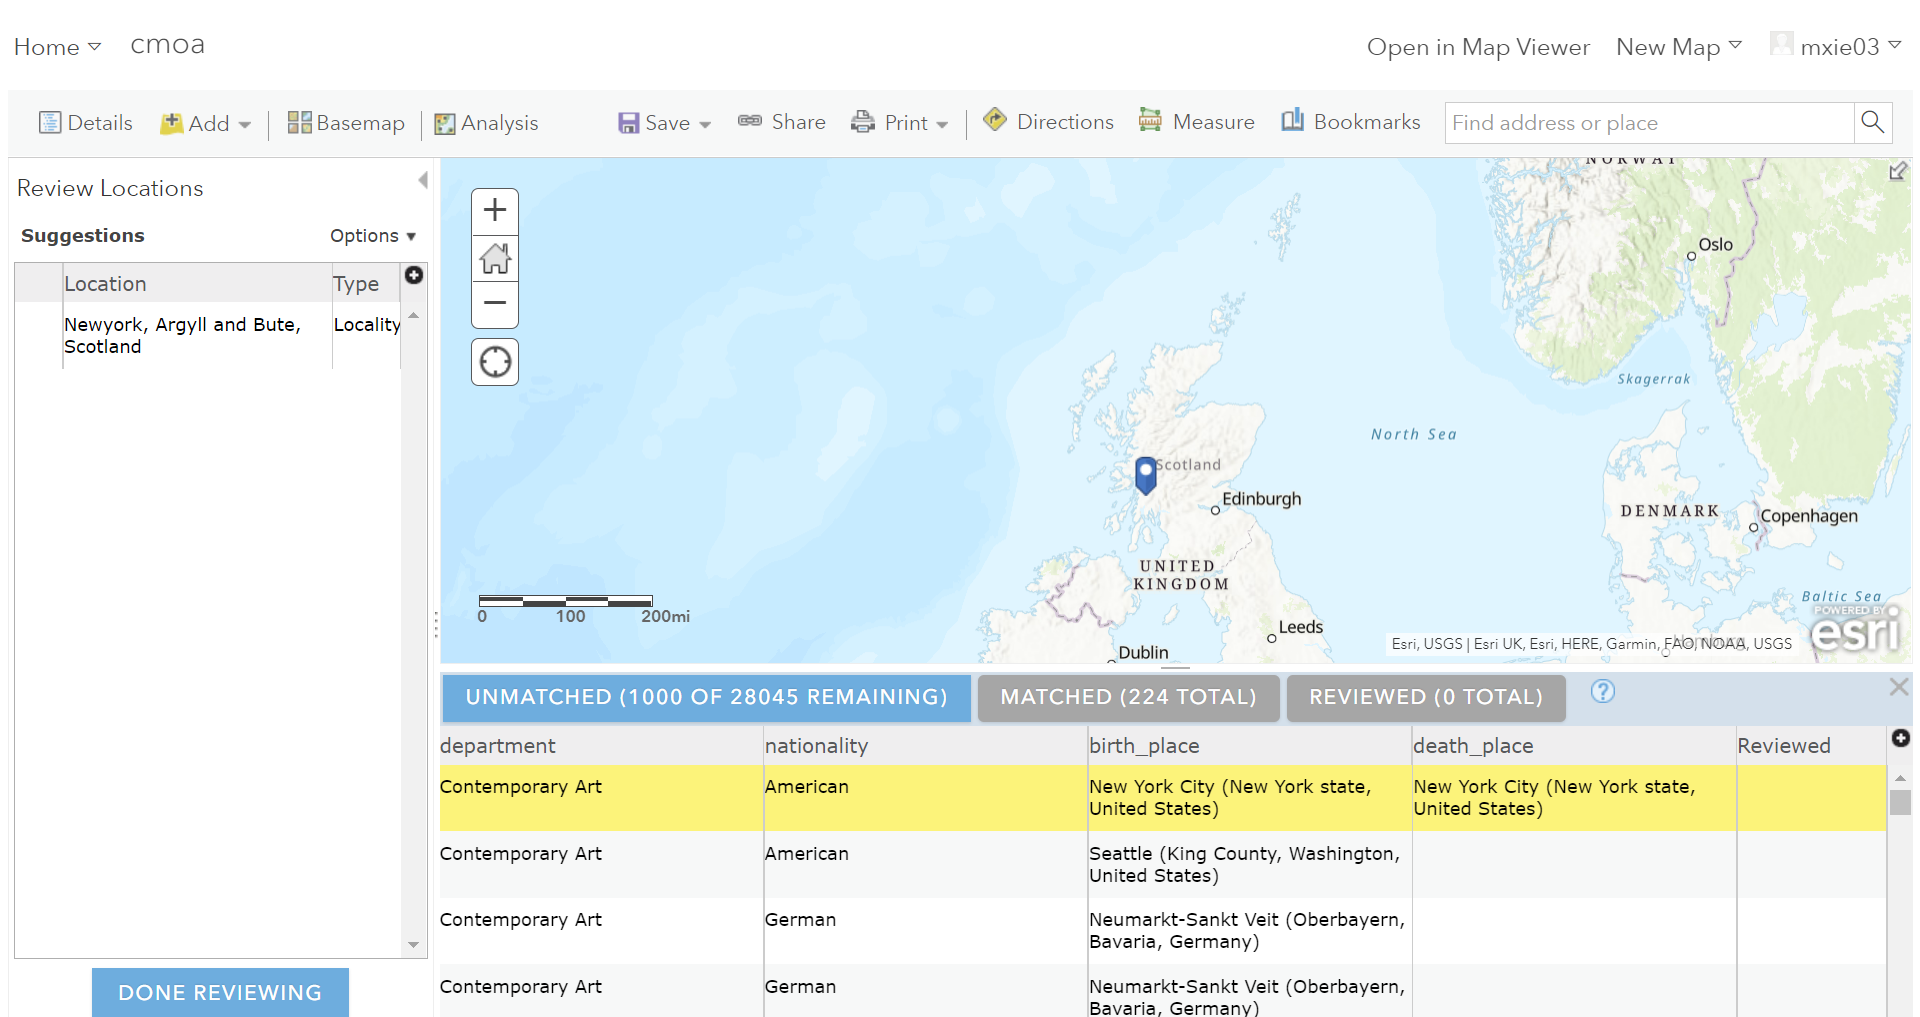 Home cmoa Open in Map Viewer New Map mxie03
Details Add Basemap Analysis Save Share Print Directions Measure Bookmarks Find address or place
Review Locations
Suggestions Options
Location Type
Newyork, Argyll and Bute, Locality
Scotland
DONE REVIEWING
NORWAY
Oslo
Skagerrak
North Sea
Scotland
Edinburgh
DENMARK
Copenhagen
UNITED
KINGDOM
Baltic Sea
Leeds
Dublin
0 100 200mi
POWERED BY
esri
Esri, USGS | Esri UK, Esri, HERE, Garmin, FAO, NOAA, USGS
UNMATCHED (1000 OF 28045 REMAINING) MATCHED (224 TOTAL) REVIEWED (0 TOTAL) ?
department nationality birth_place death_place Reviewed
Contemporary Art American New York City (New York state, New York City (New York state,
United States) United States)
Contemporary Art American Seattle (King County, Washington,
United States)
Contemporary Art German Neumarkt-Sankt Veit (Oberbayern,
Bavaria, Germany)
Contemporary Art German Neumarkt-Sankt Veit (Oberbayern,
Bavaria, Germany)